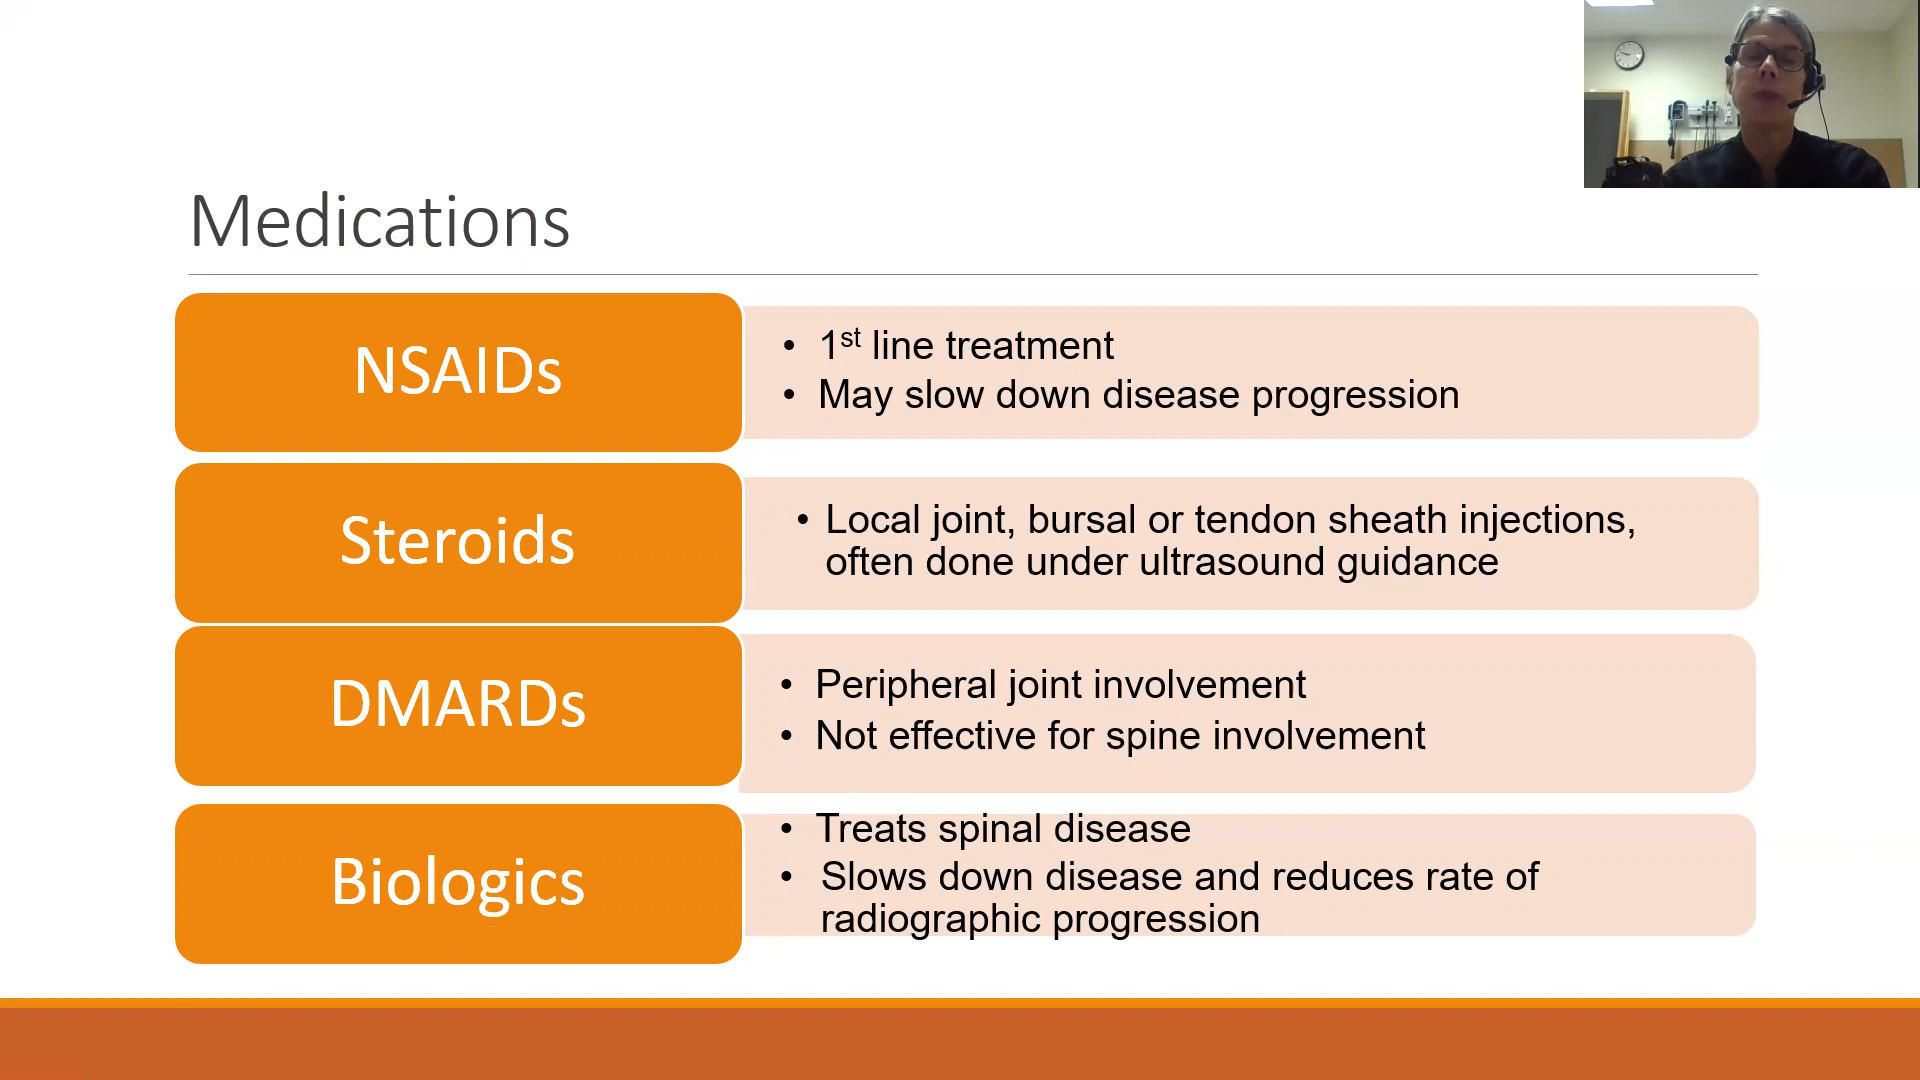 Medications
NSAIDs
• 1st line treatment
• May slow down disease progression
Steroids
• Local joint, bursal or tendon sheath injections,
often done under ultrasound guidance
DMARDs
• Peripheral joint involvement
• Not effective for spine involvement
Biologics
• Treats spinal disease
• Slows down disease and reduces rate of
radiographic progression